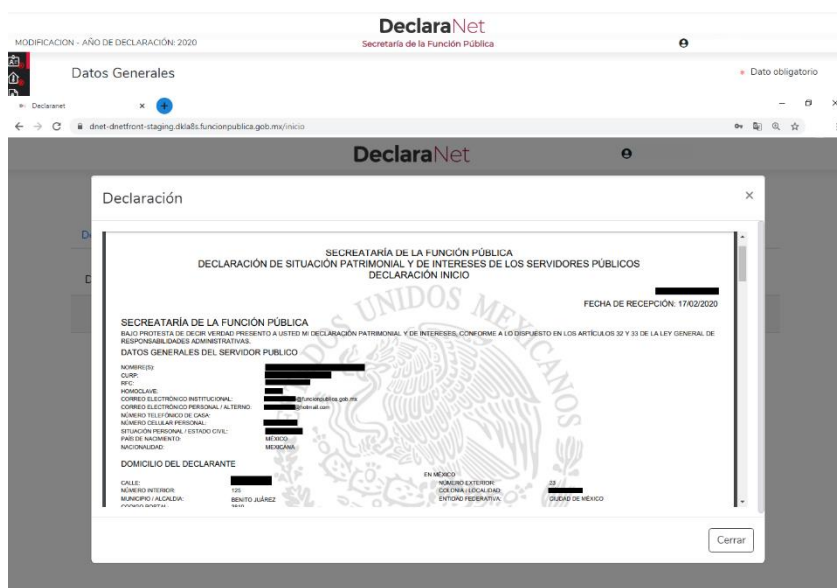 DeclaraNet
MODIFICACION - AÑO DE DECLARACIÓN: 2020
Secretaría de la Función Pública
Datos Generales
* Dato obligatorio
Declaranet
dnet-dnetfront-staging.dkla8s.funcionpublica.gob.mx/inicio
DeclaraNet
Declaración
SECREATARÍA DE LA FUNCIÓN PÚBLICA
DECLARACIÓN DE SITUACIÓN PATRIMONIAL Y DE INTERESES DE LOS SERVIDORES PÚBLICOS
DECLARACIÓN INICIO
FECHA DE RECEPCIÓN: 17/02/2020
UNIDOS MEXICANOS
SECREATARÍA DE LA FUNCIÓN PÚBLICA
BAJO PROTESTA DE DECIR VERDAD PRESENTO A USTED MI DECLARACIÓN PATRIMONIAL Y DE INTERESES, CONFORME A LO DISPUESTO EN LOS ARTÍCULOS 32 Y 33 DE LA LEY GENERAL DE
RESPONSABILIDADES ADMINISTRATIVAS.
DATOS GENERALES DEL SERVIDOR PUBLICO
NOMBRE(S):
CURP:
RFC:
HOMOCLAVE:
CORREO ELECTRÓNICO INSTITUCIONAL: @funcionpublica.gob.mx
CORREO ELECTRÓNICO PERSONAL / ALTERNO: @hotmail.com
NÚMERO TELEFÓNICO DE CASA:
NÚMERO CELULAR PERSONAL:
SITUACIÓN PERSONAL / ESTADO CIVIL:
PAÍS DE NACIMIENTO: MÉXICO
NACIONALIDAD: MEXICANA
DOMICILIO DEL DECLARANTE
EN MÉXICO
CALLE: NÚMERO EXTERIOR: 23
NÚMERO INTERIOR: 125 COLONIA / LOCALIDAD:
MUNICIPIO / ALCALDÍA: BENITO JUÁREZ ENTIDAD FEDERATIVA: CIUDAD DE MÉXICO
Cerrar